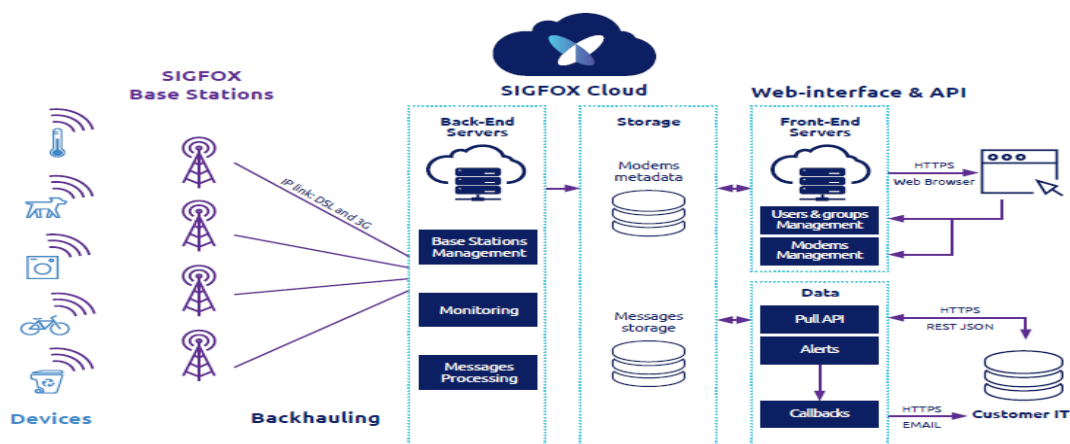 SIGFOX
Base Stations
SIGFOX Cloud
Web-interface & API
Devices
Backhauling
IP link: DSL and 3G
Back-End
Servers
Base Stations
Management
Monitoring
Messages
Processing
Storage
Modems
metadata
Messages
storage
Front-End
Servers
Users & groups
Management
Modems
Management
HTTPS
Web Browser
Data
Pull API
Alerts
Callbacks
HTTPS
REST JSON
HTTPS
EMAIL
Customer IT